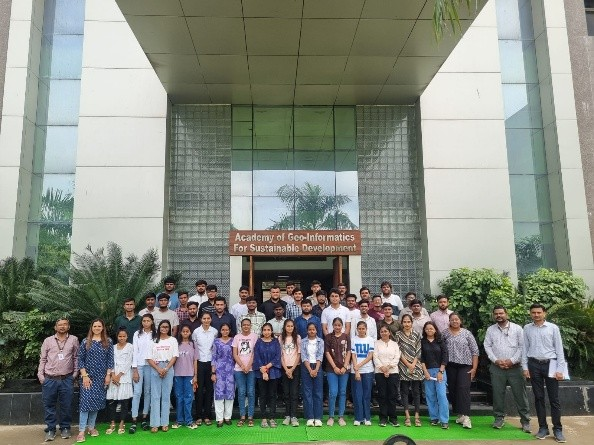 Academy of Geo-Informatics
For Sustainable Development